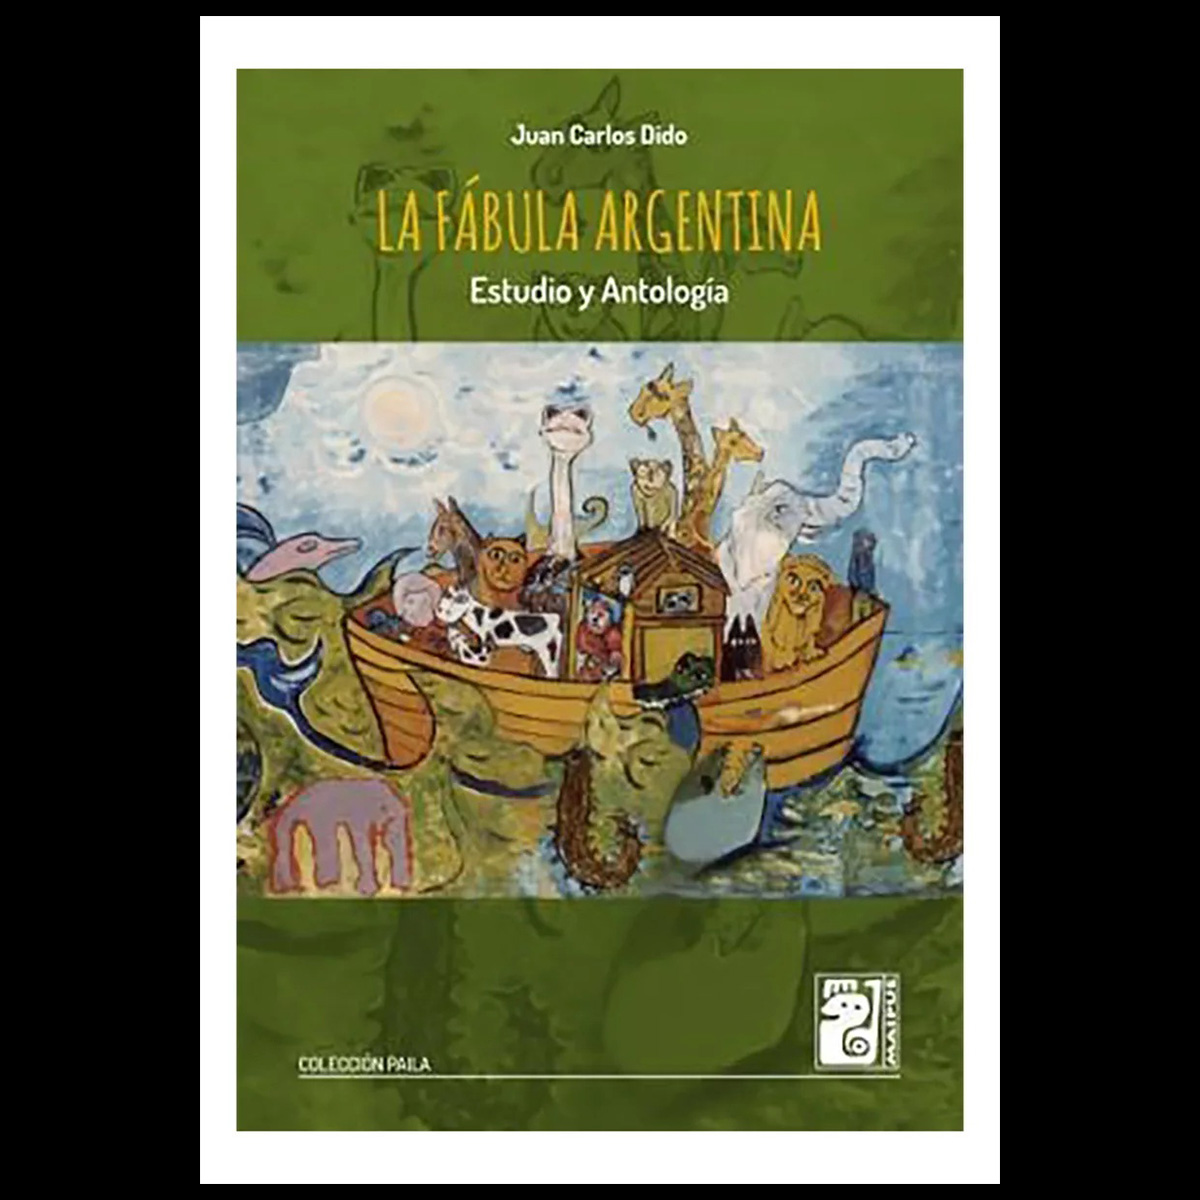 Juan Carlos Dido
LA FÁBULA ARGENTINA
Estudio y Antología
MAIPUE
COLECCIÓN PAILA